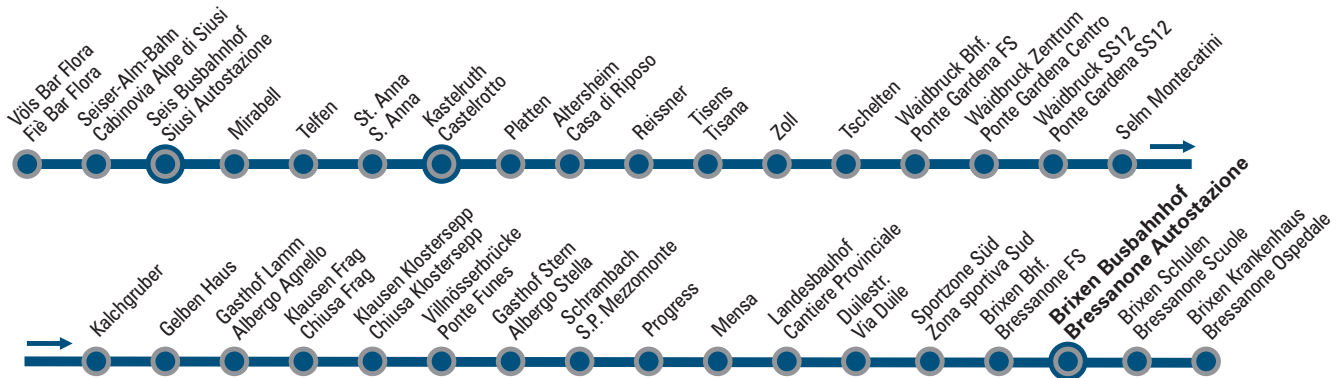 Völs Bar Flora
Fiè Bar Flora
Seiser-Alm-Bahn
Cabinovia Alpe di Siusi
Seis Busbahnhof
Siusi Autostazione
Mirabell
Telfen
St. Anna
S. Anna
Kastelruth
Castelrotto
Platten
Altersheim
Casa di Riposo
Reissner
Tisens
Tisana
Zoll
Tschelten
Waidbruck Bhf.
Ponte Gardena FS
Waidbruck Zentrum
Ponte Gardena Centro
Waidbruck SS12
Ponte Gardena SS12
Selm Montecatini
Kalchgruber
Gelben Haus
Gasthof Lamm
Albergo Agnello
Klausen Frag
Chiusa Frag
Klausen Klostersepp
Chiusa Klostersepp
Villnösserbrücke
Ponte Funes
Gasthof Stern
Albergo Stella
Schrambach
S.P. Mezzomonte
Progress
Mensa
Landesbauhof
Cantiere Provinciale
Duilestr.
Via Duile
Sportzone Süd
Zona sportiva Sud
Brixen Bhf.
Bressanone FS
Brixen Busbahnhof
Bressanone Autostazione
Brixen Schulen
Bressanone Scuole
Brixen Krankenhaus
Bressanone Ospedale